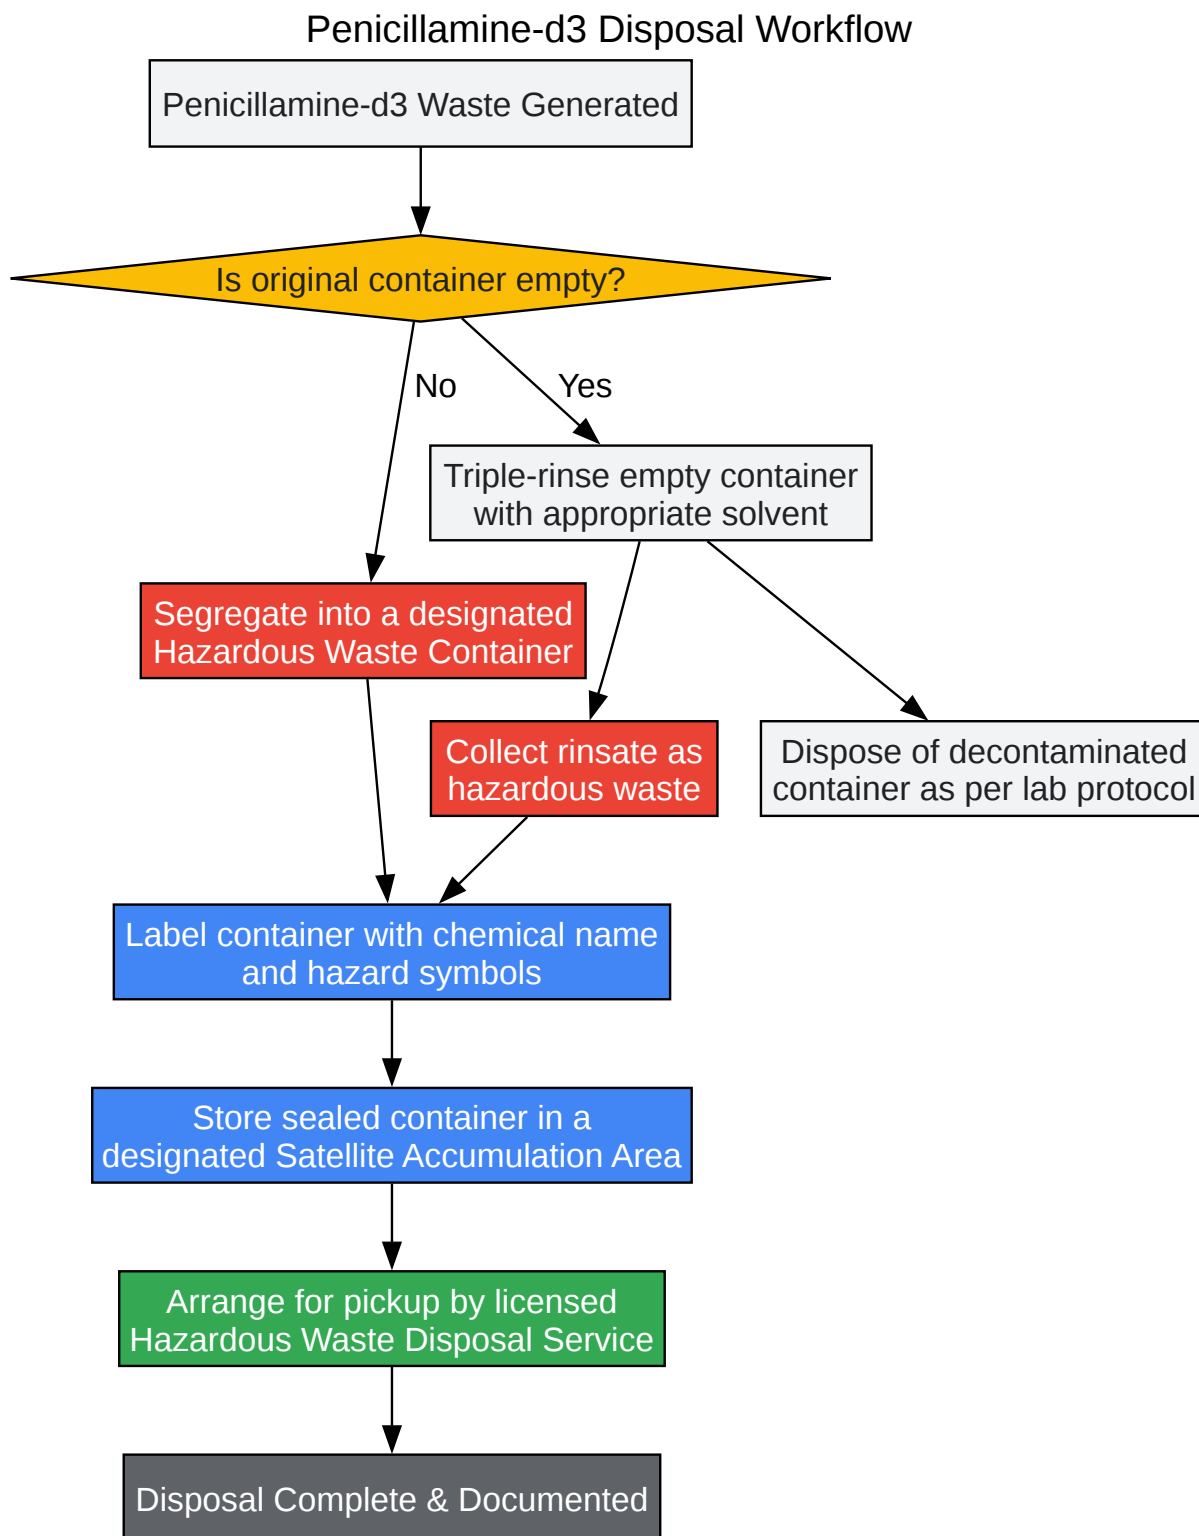 Penicillamine-d3 Disposal Workflow
Penicillamine-d3 Waste Generated
Is original container empty?
No
Yes
Triple-rinse empty container
with appropriate solvent
Segregate into a designated
Hazardous Waste Container
Collect rinsate as
hazardous waste
Dispose of decontaminated
container as per lab protocol
Label container with chemical name
and hazard symbols
Store sealed container in a
designated Satellite Accumulation Area
Arrange for pickup by licensed
Hazardous Waste Disposal Service
Disposal Complete & Documented